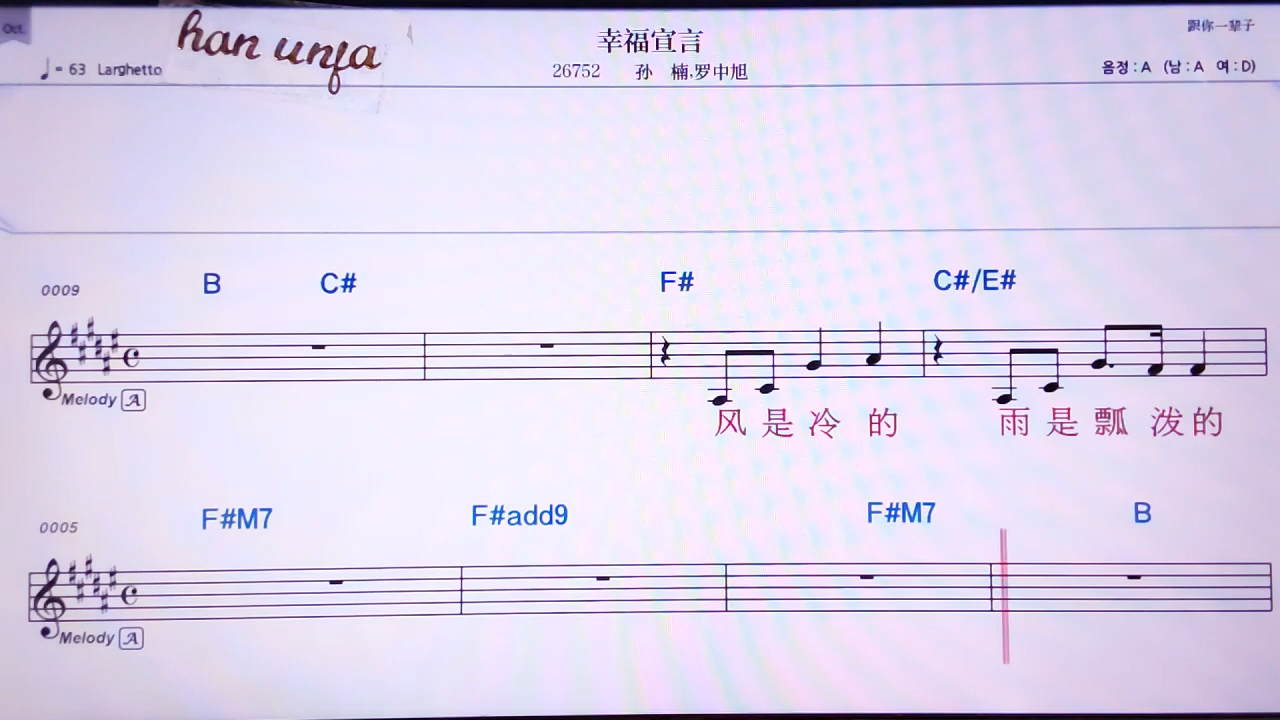 Oct.
han unfa
幸福宣言
跟你一辈子
♩= 63 Larghetto
26752 孙 楠.罗中旭
음정 : A (남 : A 여 : D)
B C# F# C#/E#
0009
Melody A
风 是 冷 的 雨 是 瓢 泼 的
F#M7 F#add9 F#M7 B
0005
Melody A